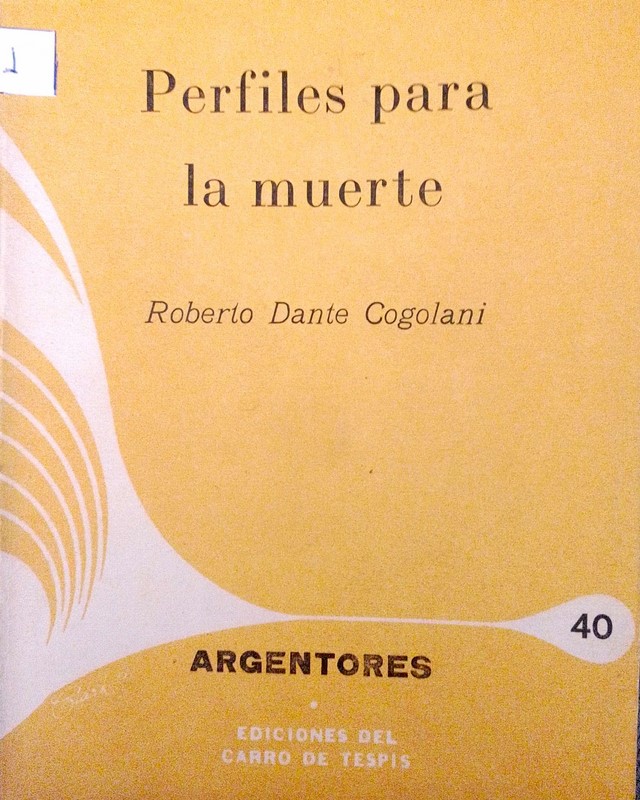 1
Perfiles para
la muerte
Roberto Dante Cogolani
40
ARGENTORES
EDICIONES DEL
CARRO DE TESPIS